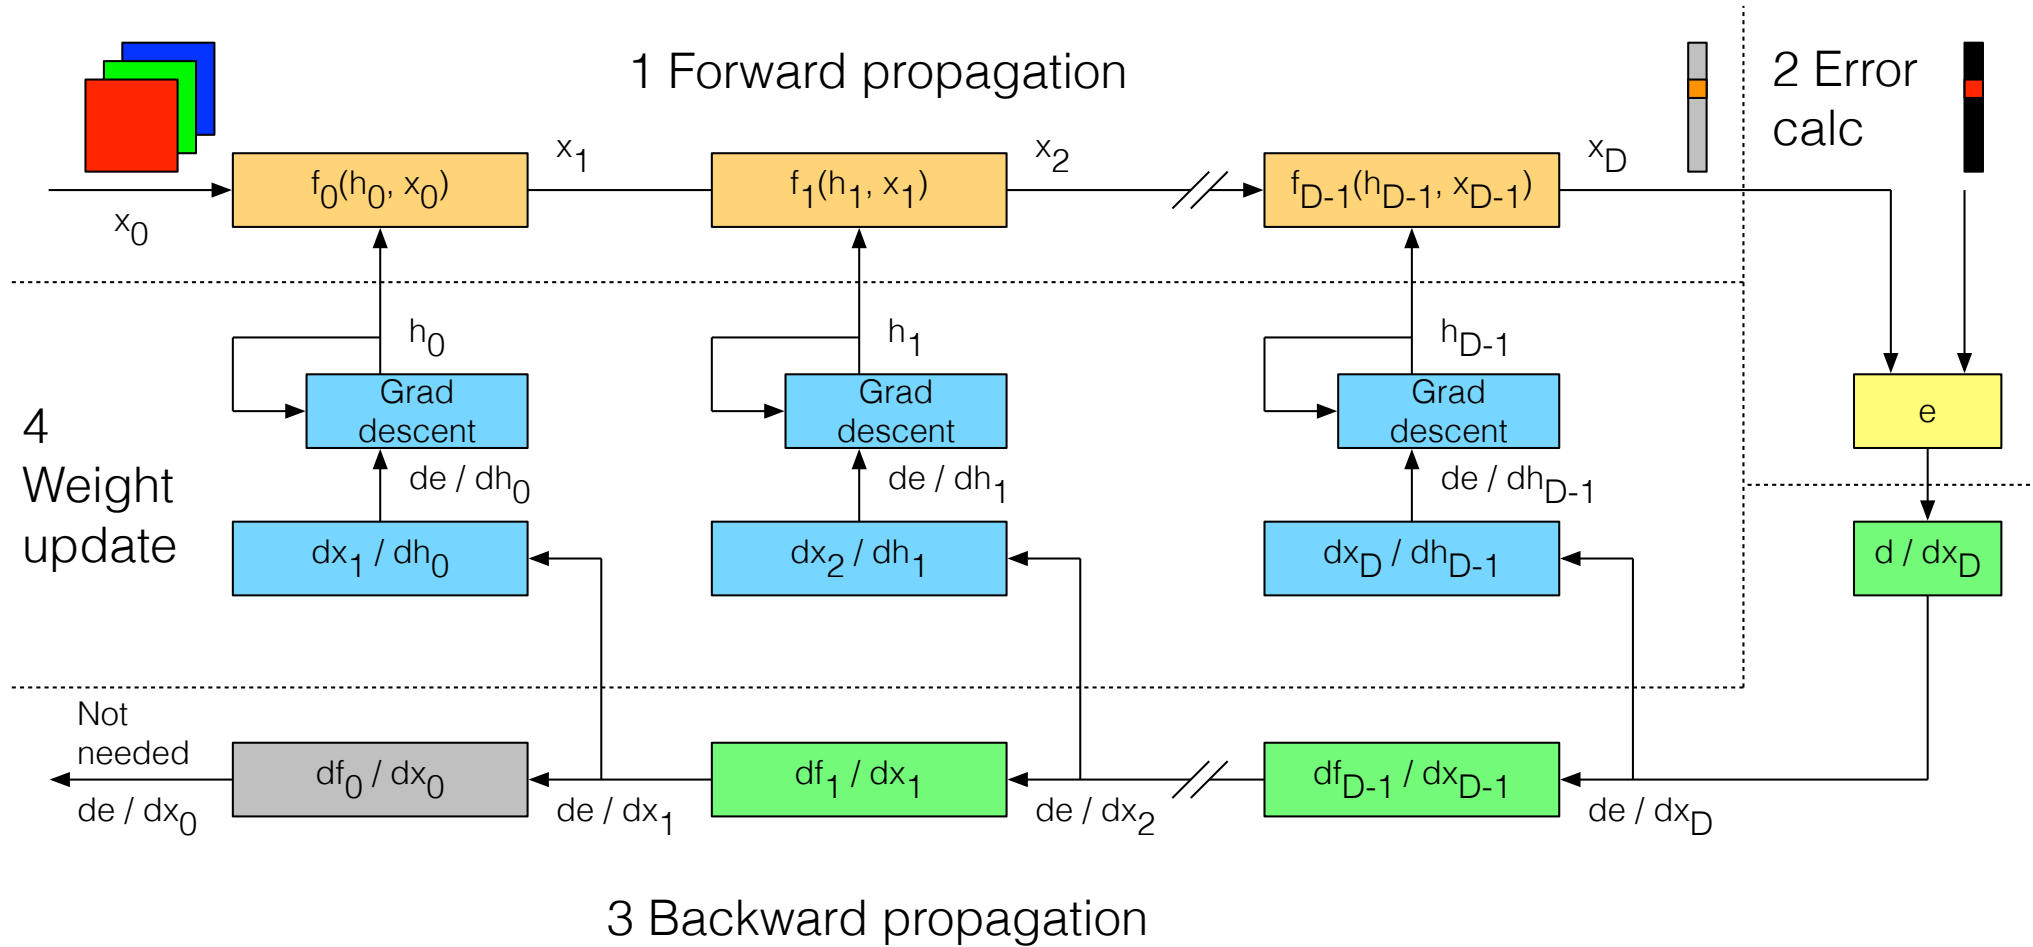 1 Forward propagation
2 Error
calc
x0
f0(h0, x0)
x1
f1(h1, x1)
x2
fD-1(hD-1, xD-1)
xD
4
Weight
update
h0
Grad
descent
de / dh0
dx1 / dh0
h1
Grad
descent
de / dh1
dx2 / dh1
hD-1
Grad
descent
de / dhD-1
dxD / dhD-1
e
d / dxD
Not
needed
de / dx0
df0 / dx0
de / dx1
df1 / dx1
de / dx2
dfD-1 / dxD-1
de / dxD
3 Backward propagation